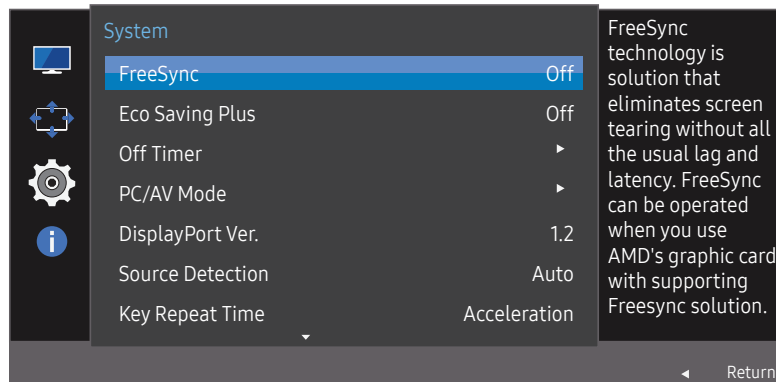 System
FreeSync Off
Eco Saving Plus Off
Off Timer
PC/AV Mode
DisplayPort Ver. 1.2
Source Detection Auto
Key Repeat Time Acceleration
FreeSync
technology is
solution that
eliminates screen
tearing without all
the usual lag and
latency. FreeSync
can be operated
when you use
AMD's graphic card
with supporting
Freesync solution.
Return